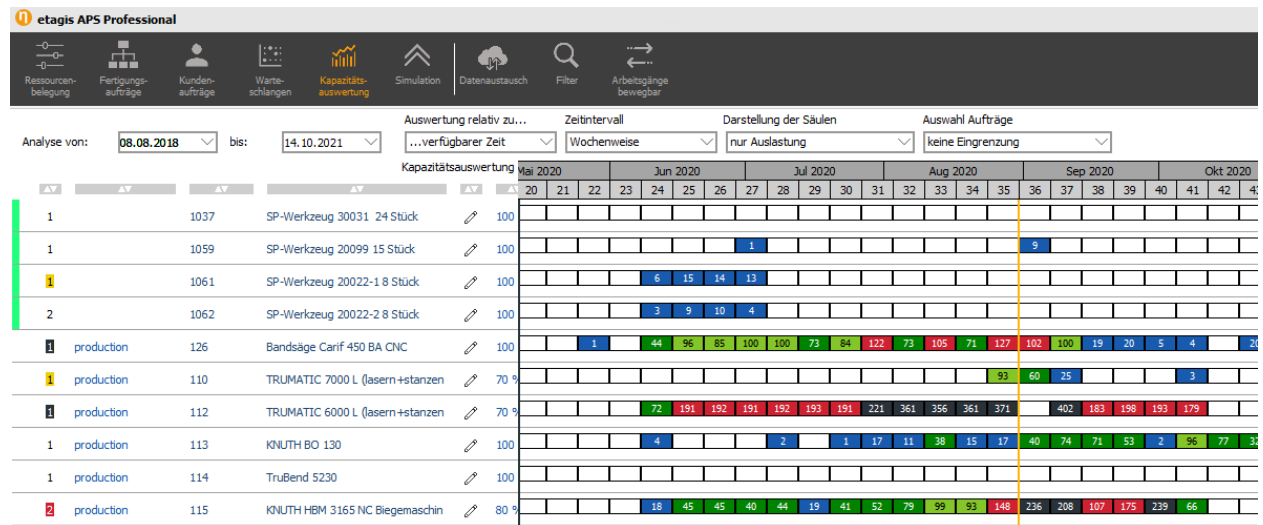 etagis APS Professional
Ressourcen-
belegung
Fertigungs-
aufträge
Kunden-
aufträge
Warte-
schlangen
Kapazitäts-
auswertung
Simulation
Datenaustausch
Filter
Arbeitsgänge
bewegbar
Auswertung relativ zu... Zeitintervall Darstellung der Säulen Auswahl Aufträge
Analyse von: 08.08.2018 bis: 14.10.2021 ...verfügbarer Zeit Wochenweise nur Auslastung keine Eingrenzung
Kapazitätsauswertung Mai 2020 Jun 2020 Jul 2020 Aug 2020 Sep 2020 Okt 2020
20 21 22 23 24 25 26 27 28 29 30 31 32 33 34 35 36 37 38 39 40 41 42
1 1037 SP-Werkzeug 30031 24 Stück 100
1 1059 SP-Werkzeug 20099 15 Stück 100 1 9
1 1061 SP-Werkzeug 20022-1 8 Stück 100 6 15 14 13
2 1062 SP-Werkzeug 20022-2 8 Stück 100 3 9 10 4
1 production 126 Bandsäge Carif 450 BA CNC 100 1 44 96 85 100 100 73 84 122 73 105 71 127 102 100 19 20 5 4 20
1 production 110 TRUMATIC 7000 L (lasern+stanzen 70 % 93 60 25 3
1 production 112 TRUMATIC 6000 L (lasern+stanzen 70 % 72 191 192 191 192 193 191 221 361 356 361 371 402 183 198 193 179
1 production 113 KNUTH BO 130 100 4 2 1 17 11 38 15 17 40 74 71 53 2 96 77 32
1 production 114 TruBend 5230 100
2 production 115 KNUTH HBM 3165 NC Biegemaschin 80 % 18 45 45 40 44 19 41 52 79 99 93 148 236 208 107 175 239 66